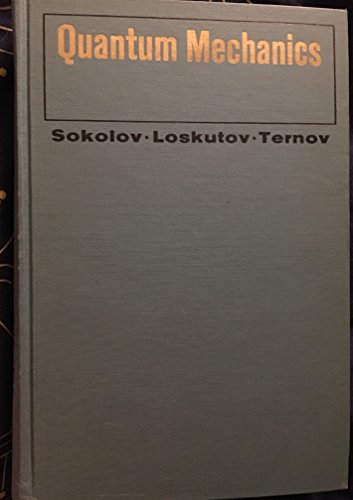 Quantum Mechanics
Sokolov · Loskutov · Ternov